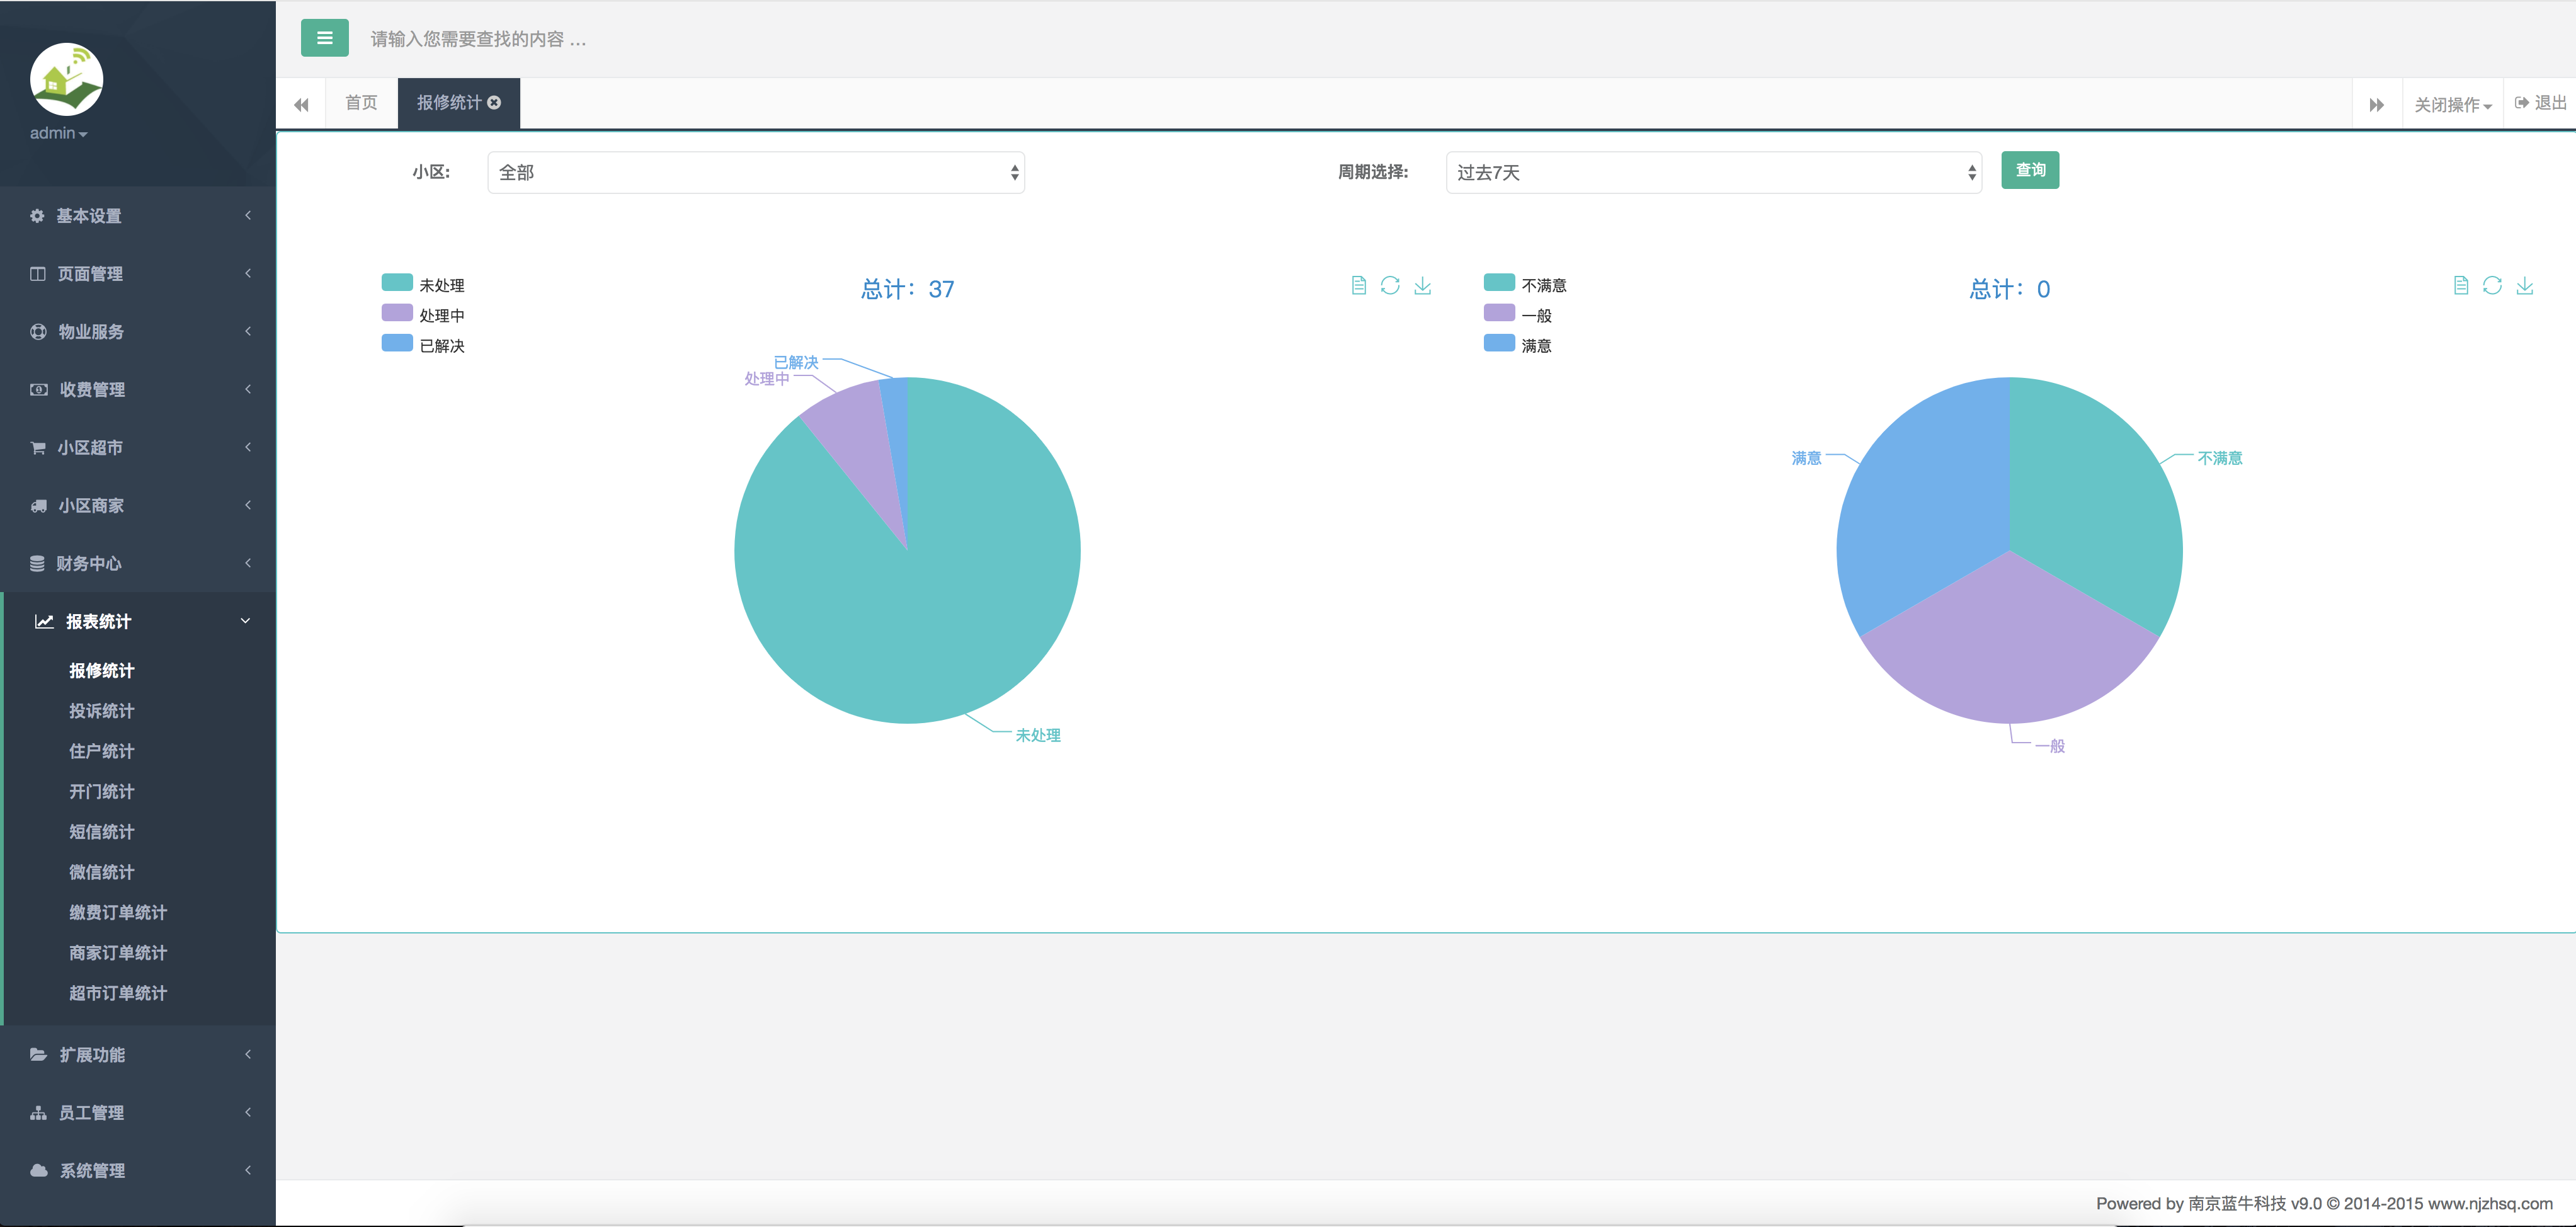 admin
基本设置
页面管理
物业服务
收费管理
小区超市
小区商家
财务中心
报表统计
报修统计
投诉统计
住户统计
开门统计
短信统计
微信统计
缴费订单统计
商家订单统计
超市订单统计
扩展功能
员工管理
系统管理
请输入您需要查找的内容 …
首页 报修统计 关闭操作 退出
小区: 全部 周期选择: 过去7天 查询
未处理
处理中
已解决
总计：37
已解决
处理中
未处理
不满意
一般
满意
总计：0
满意
不满意
一般
Powered by 南京蓝牛科技 v9.0 © 2014-2015 www.njzhsq.com